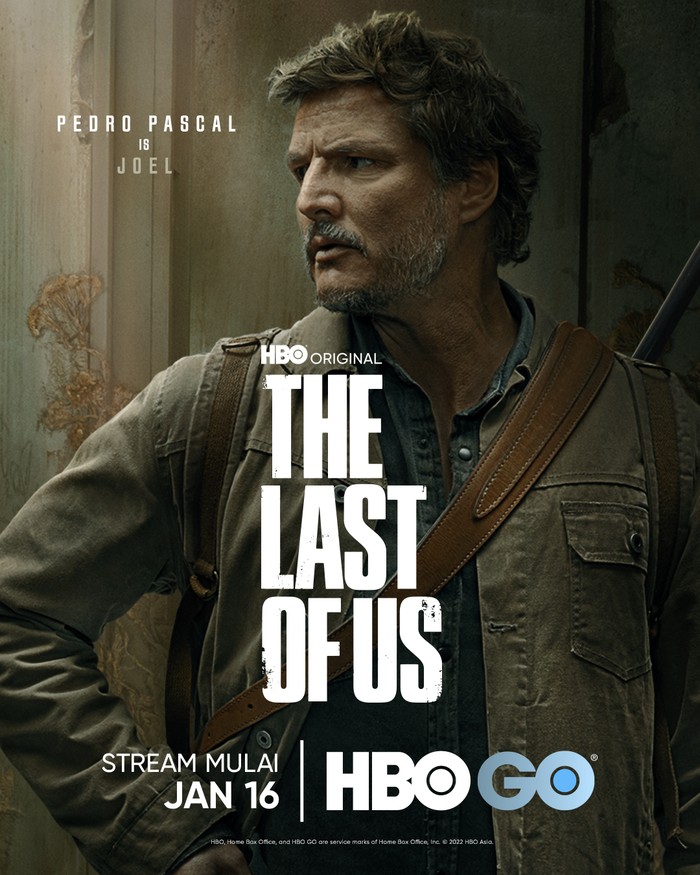 PEDRO PASCAL
IS
JOEL
HBO ORIGINAL
THE
LAST
OF US
STREAM MULAI
JAN 16
HBO GO®
HBO, Home Box Office, and HBO GO are service marks of Home Box Office, Inc. © 2022 HBO Asia.